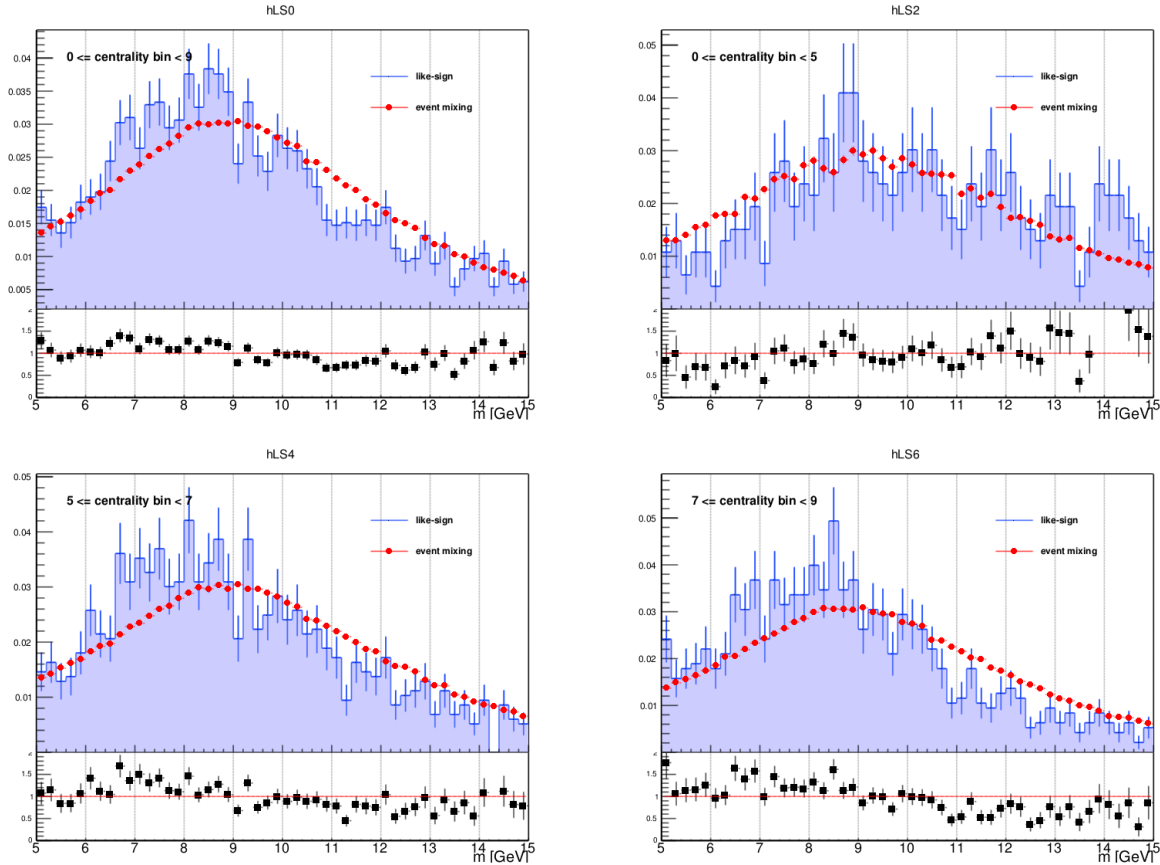 hLS0
0 <= centrality bin < 9
like-sign
event mixing
0.04
0.035
0.03
0.025
0.02
0.015
0.01
0.005
2
1.5
1
0.5
0
5 6 7 8 9 10 11 12 13 14 15
m [GeV]
hLS2
0 <= centrality bin < 5
like-sign
event mixing
0.05
0.04
0.03
0.02
0.01
2
1.5
1
0.5
0
5 6 7 8 9 10 11 12 13 14 15
m [GeV]
hLS4
5 <= centrality bin < 7
like-sign
event mixing
0.05
0.04
0.03
0.02
0.01
2
1.5
1
0.5
0
5 6 7 8 9 10 11 12 13 14 15
m [GeV]
hLS6
7 <= centrality bin < 9
like-sign
event mixing
0.05
0.04
0.03
0.02
0.01
2
1.5
1
0.5
0
5 6 7 8 9 10 11 12 13 14 15
m [GeV]